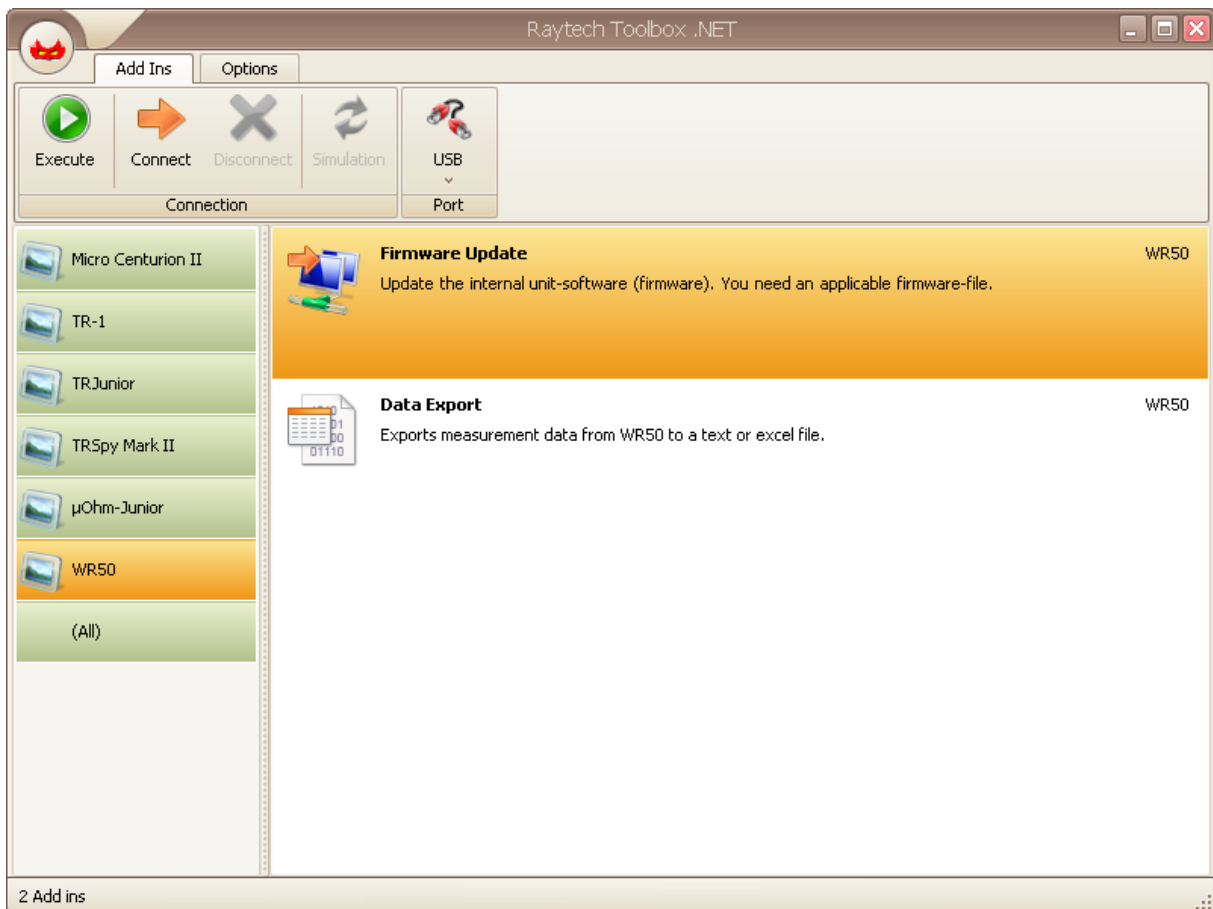 Raytech Toolbox .NET
Add Ins Options
Execute Connect Disconnect Simulation USB
Connection Port
Micro Centurion II
TR-1
TRJunior
TRSpy Mark II
µOhm-Junior
WR50
(All)
Firmware Update WR50
Update the internal unit-software (firmware). You need an applicable firmware-file.
Data Export WR50
Exports measurement data from WR50 to a text or excel file.
01110
2 Add ins